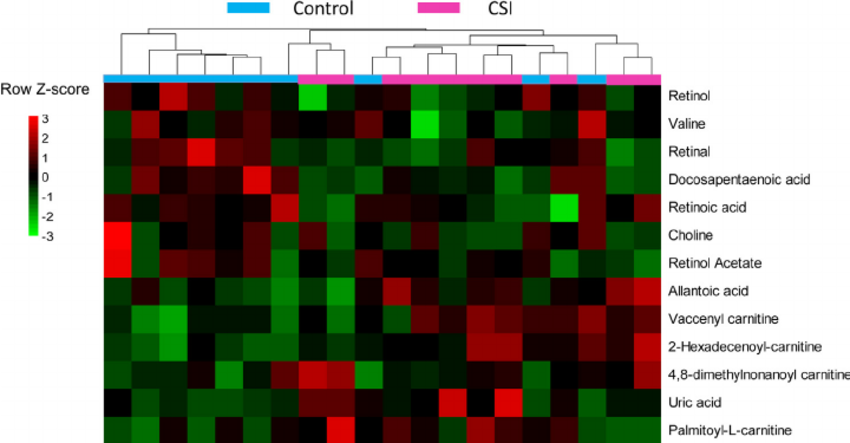 Control CSI
Row Z-score
3
2
1
0
-1
-2
-3
Retinol
Valine
Retinal
Docosapentaenoic acid
Retinoic acid
Choline
Retinol Acetate
Allantoic acid
Vaccenyl carnitine
2-Hexadecenoyl-carnitine
4,8-dimethylnonanoyl carnitine
Uric acid
Palmitoyl-L-carnitine